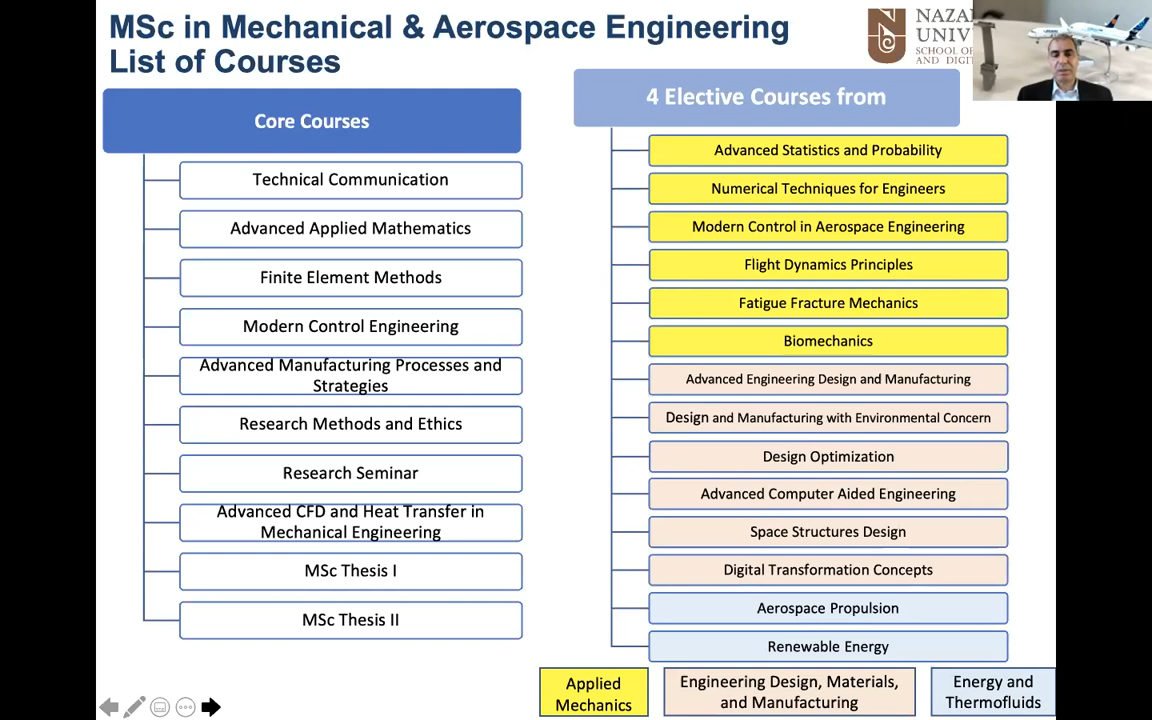 MSc in Mechanical & Aerospace Engineering
List of Courses
SCHOOL OF
AND DIGIT
Core Courses
Technical Communication
Advanced Applied Mathematics
Finite Element Methods
Modern Control Engineering
Advanced Manufacturing Processes and
Strategies
Research Methods and Ethics
Research Seminar
Advanced CFD and Heat Transfer in
Mechanical Engineering
MSc Thesis I
MSc Thesis II
4 Elective Courses from
Advanced Statistics and Probability
Numerical Techniques for Engineers
Modern Control in Aerospace Engineering
Flight Dynamics Principles
Fatigue Fracture Mechanics
Biomechanics
Advanced Engineering Design and Manufacturing
Design and Manufacturing with Environmental Concern
Design Optimization
Advanced Computer Aided Engineering
Space Structures Design
Digital Transformation Concepts
Aerospace Propulsion
Renewable Energy
Applied
Mechanics
Engineering Design, Materials,
and Manufacturing
Energy and
Thermofluids